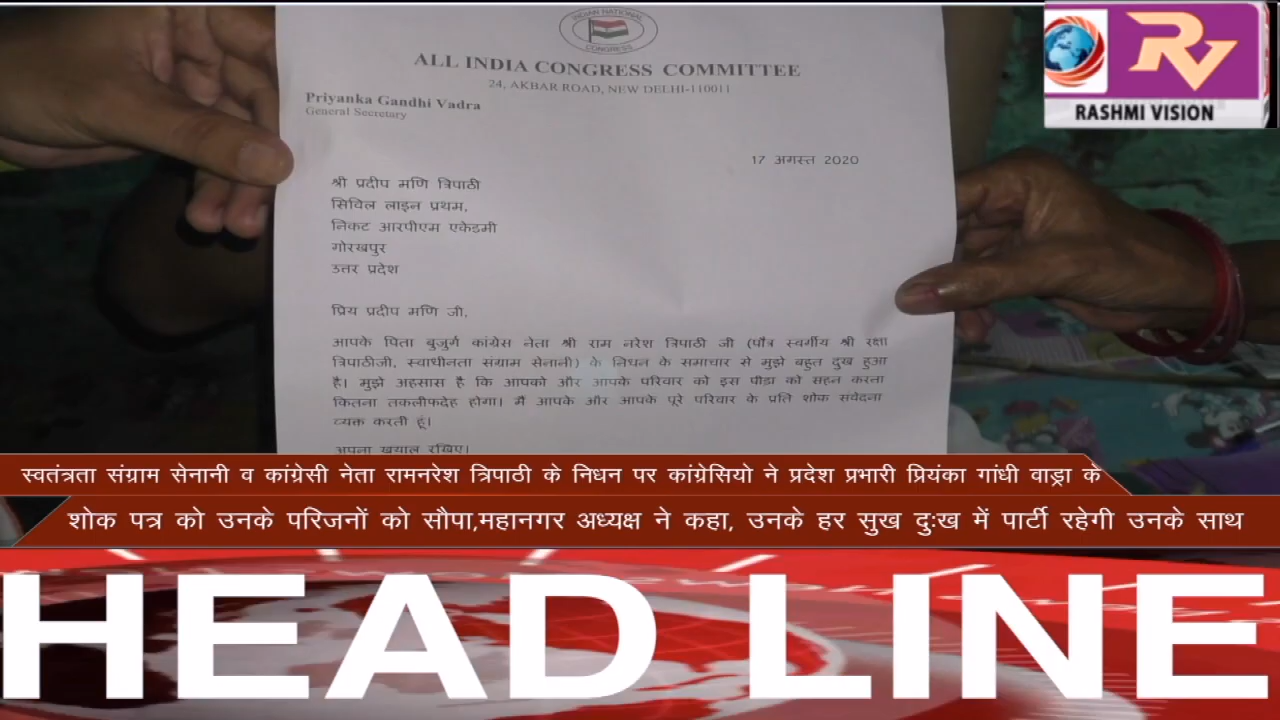 INDIAN NATIONAL
CONGRESS
ALL INDIA CONGRESS COMMITTEE
24, AKBAR ROAD, NEW DELHI-110011
Priyanka Gandhi Vadra
General Secretary
RV
RASHMI VISION
17 अगस्त 2020
श्री प्रदीप मणि त्रिपाठी
सिविल लाइन प्रथम,
निकट आरपीएम एकेडमी
गोरखपुर
उत्तर प्रदेश
प्रिय प्रदीप मणि जी,
आपके पिता बुजुर्ग कांग्रेस नेता श्री राम नरेश त्रिपाठी जी (पौत्र स्वर्गीय श्री रक्षा
त्रिपाठीजी, स्वाधीनता संग्राम सेनानी) के निधन के समाचार से मुझे बहुत दुख हुआ
है। मुझे अहसास है कि आपको और आपके परिवार को इस पीड़ा को सहन करना
कितना तकलीफदेह होगा। मैं आपके और आपके पूरे परिवार के प्रति शोक संवेदना
व्यक्त करती हूं।
अपना खयाल रखिए।
स्वतंत्रता संग्राम सेनानी व कांग्रेसी नेता रामनरेश त्रिपाठी के निधन पर कांग्रेसियो ने प्रदेश प्रभारी प्रियंका गांधी वाड्रा के
शोक पत्र को उनके परिजनों को सौपा,महानगर अध्यक्ष ने कहा, उनके हर सुख दुःख में पार्टी रहेगी उनके साथ
HEAD LINE